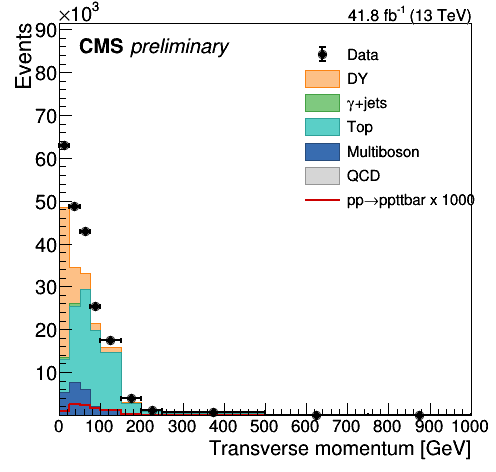 ×10³
41.8 fb⁻¹ (13 TeV)
CMS preliminary
Events
90
80
70
60
50
40
30
20
10
Data
DY
γ+jets
Top
Multiboson
QCD
pp→ppttbar x 1000
0 100 200 300 400 500 600 700 800 900 1000
Transverse momentum [GeV]